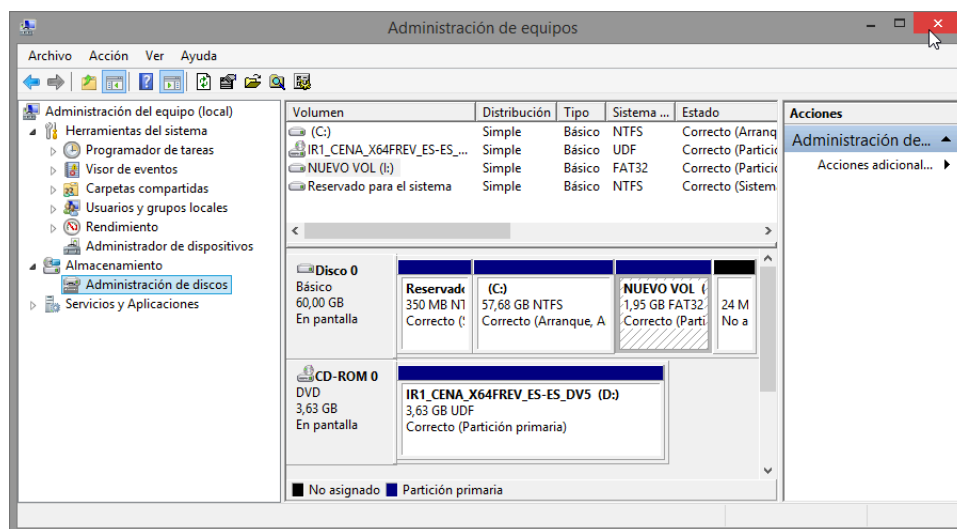 Administración de equipos
Archivo Acción Ver Ayuda
Administración del equipo (local)
Herramientas del sistema
Programador de tareas
Visor de eventos
Carpetas compartidas
Usuarios y grupos locales
Rendimiento
Administrador de dispositivos
Almacenamiento
Administración de discos
Servicios y Aplicaciones
Volumen Distribución Tipo Sistema ... Estado
(C:) Simple Básico NTFS Correcto (Arranq
IR1_CENA_X64FREV_ES-ES_... Simple Básico UDF Correcto (Partició
NUEVO VOL (I:) Simple Básico FAT32 Correcto (Partició
Reservado para el sistema Simple Básico NTFS Correcto (Sistem
Disco 0
Básico
60,00 GB
En pantalla
Reservado
350 MB NT
Correcto (
(C:)
57,68 GB NTFS
Correcto (Arranque, A
NUEVO VOL (
1,95 GB FAT32
Correcto (Parti
24 M
No a
CD-ROM 0
DVD
3,63 GB
En pantalla
IR1_CENA_X64FREV_ES-ES_DV5 (D:)
3,63 GB UDF
Correcto (Partición primaria)
No asignado Partición primaria
Acciones
Administración de...
Acciones adicional...